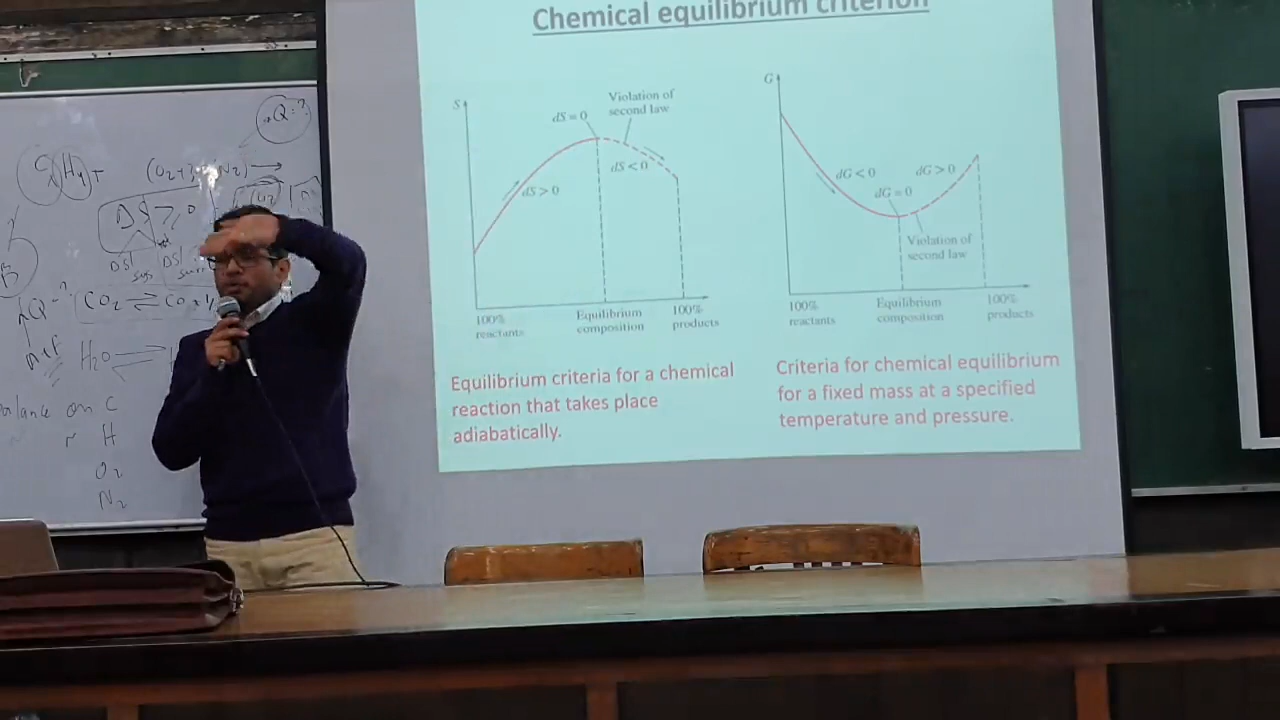 Chemical equilibrium criterion
S
dS = 0
Violation of
second law
dS > 0
dS < 0
100%
reactants
Equilibrium
composition
100%
products
Equilibrium criteria for a chemical
reaction that takes place
adiabatically.
G
dG < 0
dG = 0
dG > 0
Violation of
second law
100%
reactants
Equilibrium
composition
100%
products
Criteria for chemical equilibrium
for a fixed mass at a specified
temperature and pressure.
Q = ?
CO₂ ⇌ CO
H₂O
on C
H
O₂
N₂